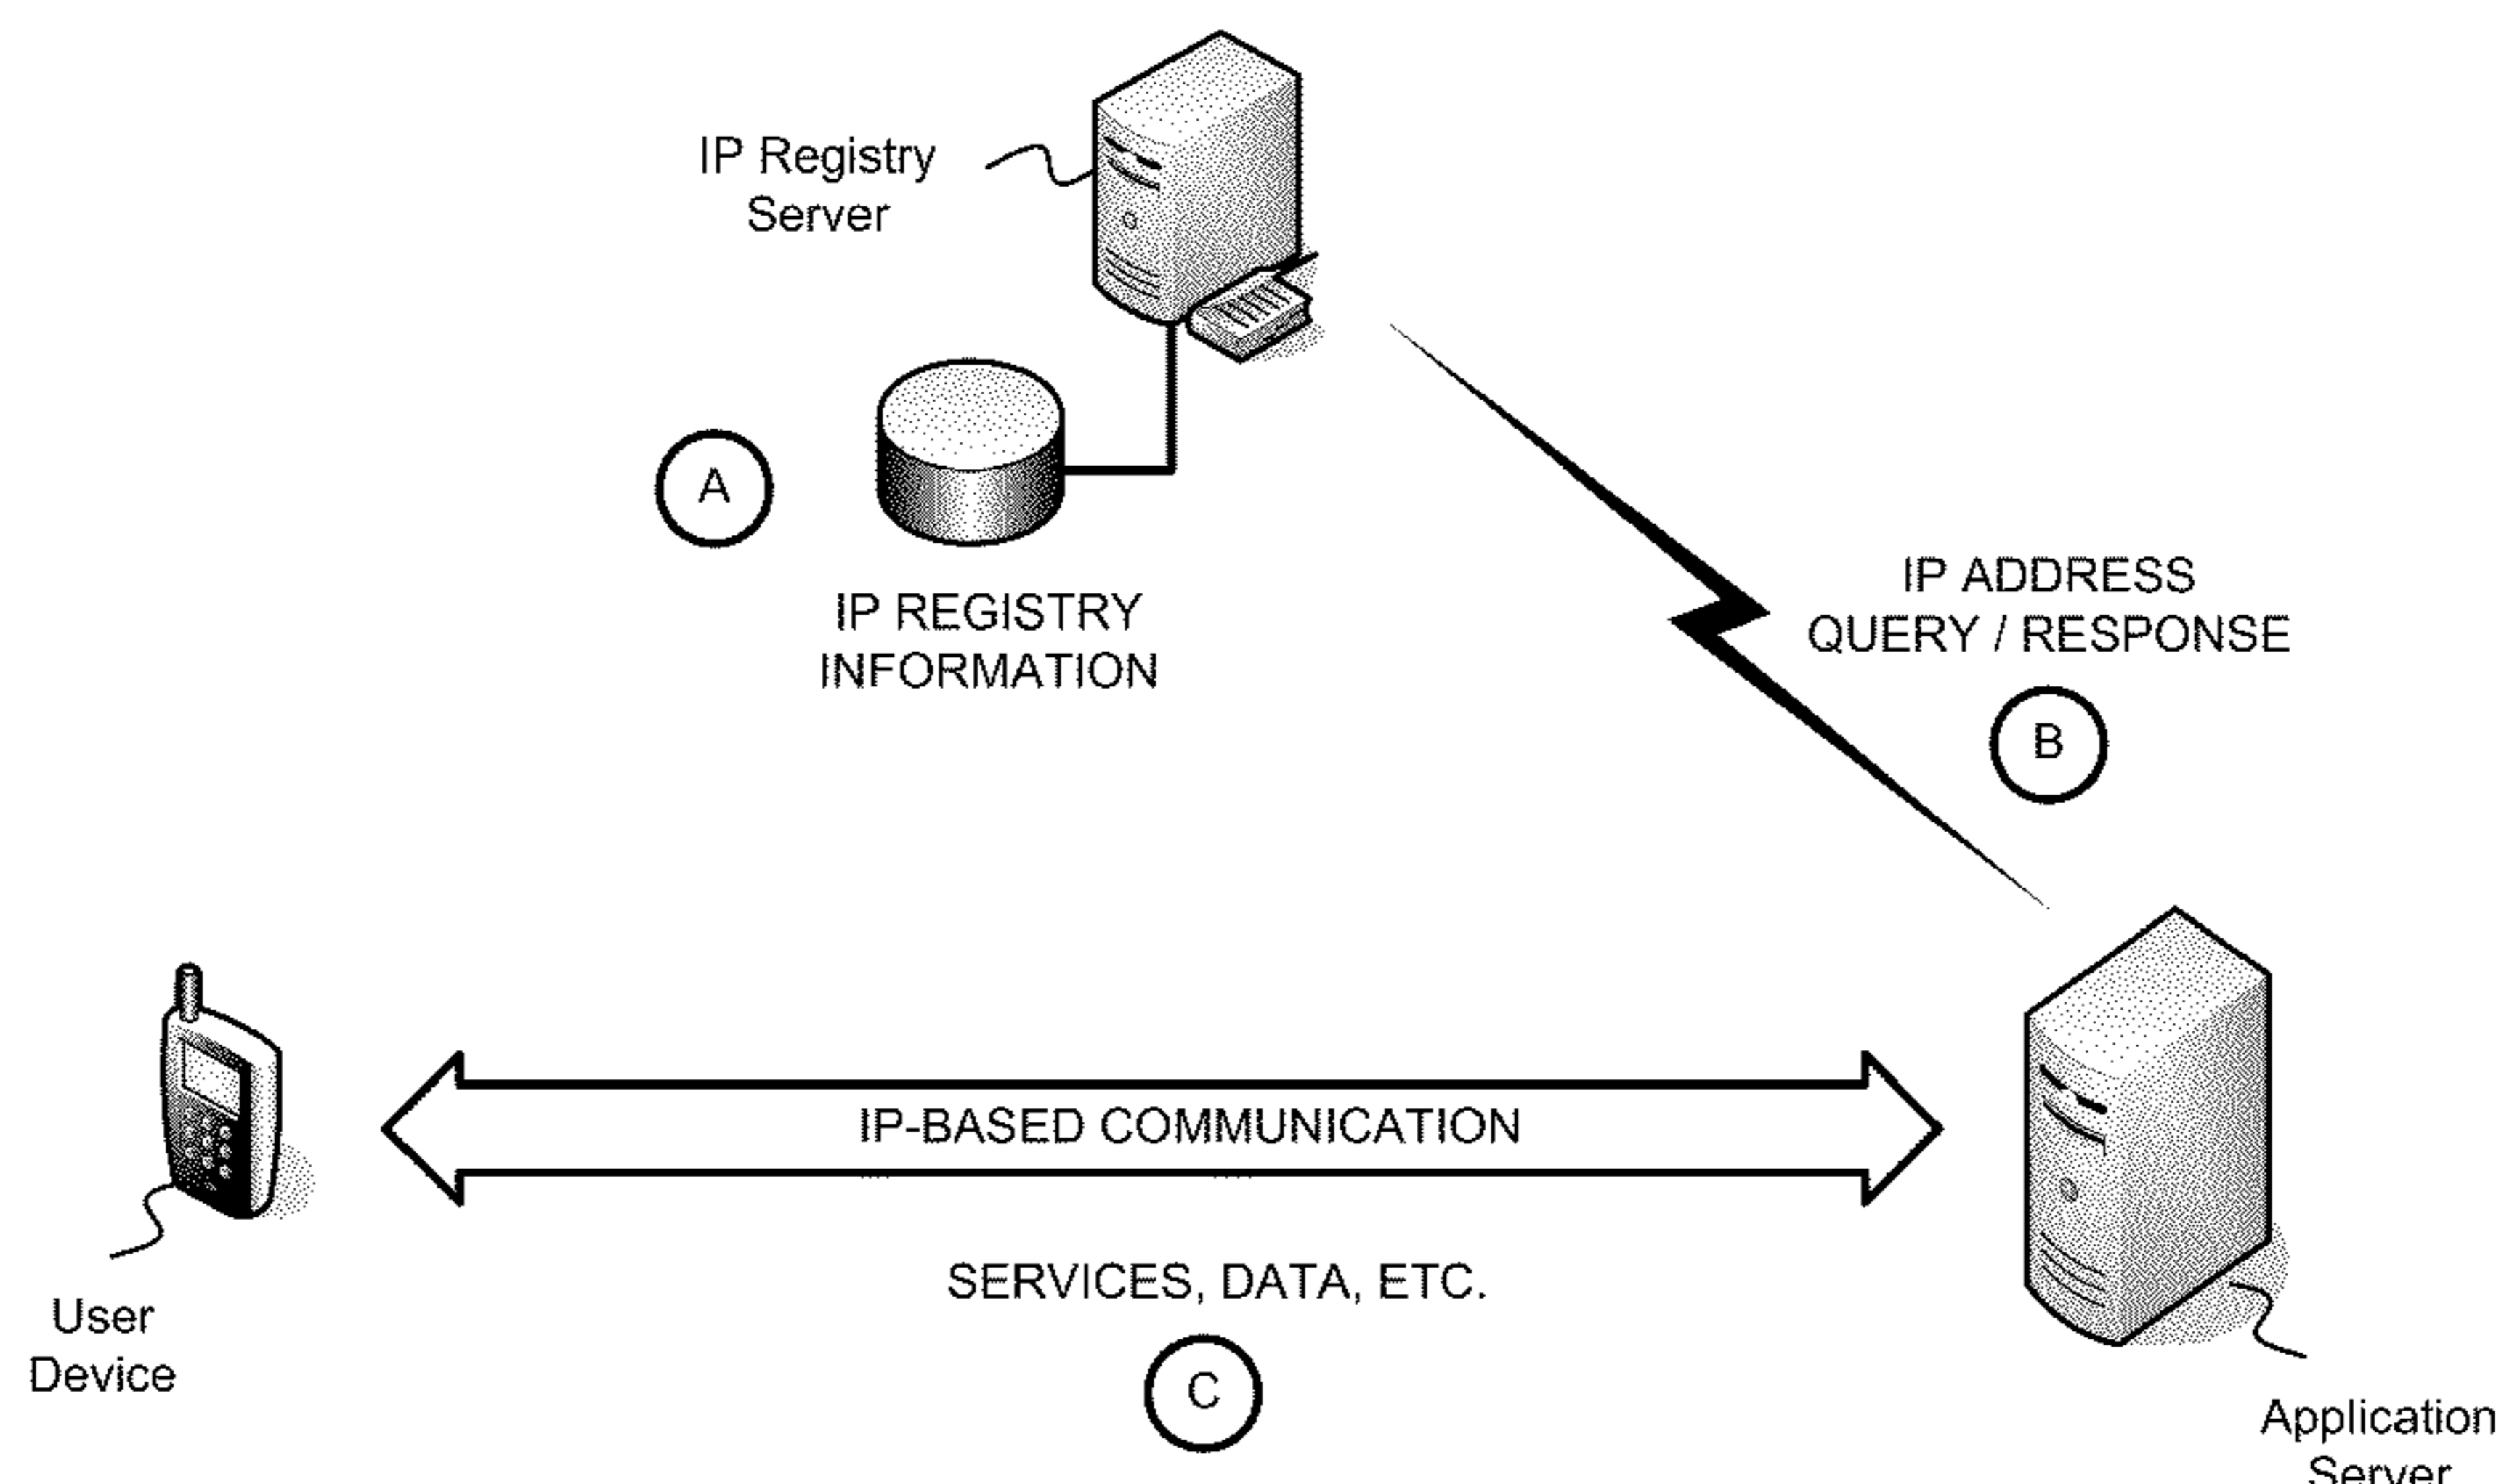 IP Registry
Server
A
IP REGISTRY
INFORMATION
IP ADDRESS
QUERY / RESPONSE
B
IP-BASED COMMUNICATION
SERVICES, DATA, ETC.
C
User
Device
Application
Server